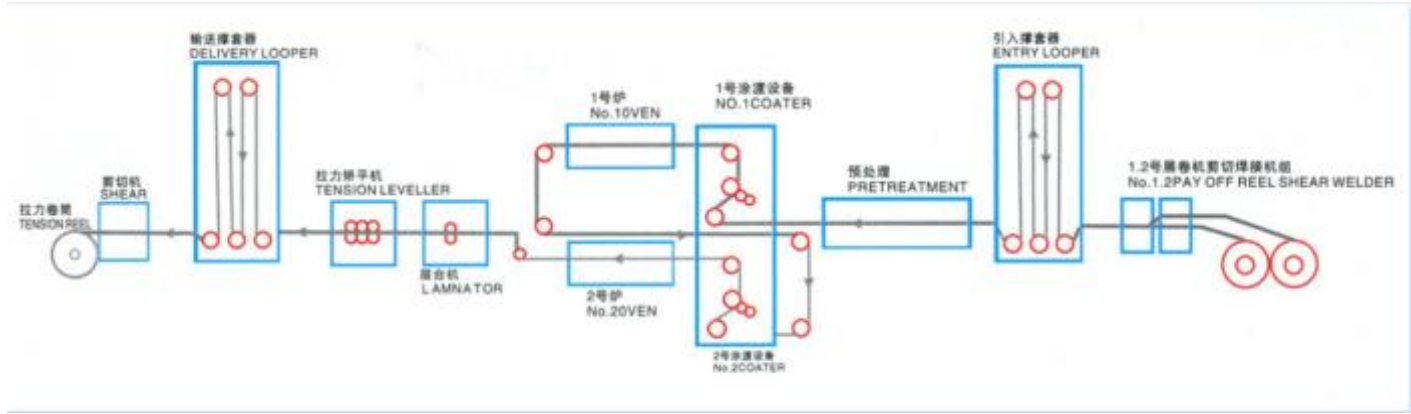 输送撑套器
DELIVERY LOOPER
引入撑套器
ENTRY LOOPER
1号炉
No.10VEN
1号涂渡设备
NO.1COATER
剪切机
SHEAR
拉力矫平机
TENSION LEVELLER
预处理
PRETREATMENT
1.2号展卷机剪切焊接机组
No.1.2PAY OFF REEL SHEAR WELDER
拉力卷筒
TENSION REEL
合机
LAMNATOR
2号炉
No.20VEN
2号涂渡设备
No.2COATER